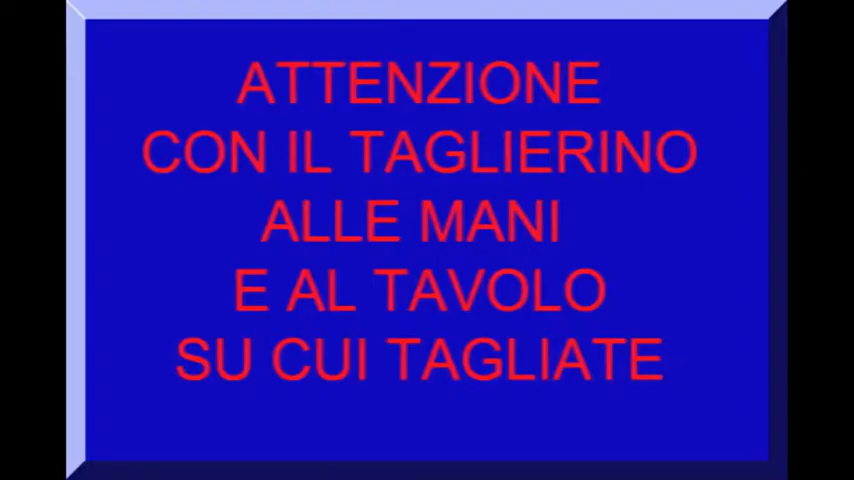 ATTENZIONE
CON IL TAGLIERINO
ALLE MANI
E AL TAVOLO
SU CUI TAGLIATE